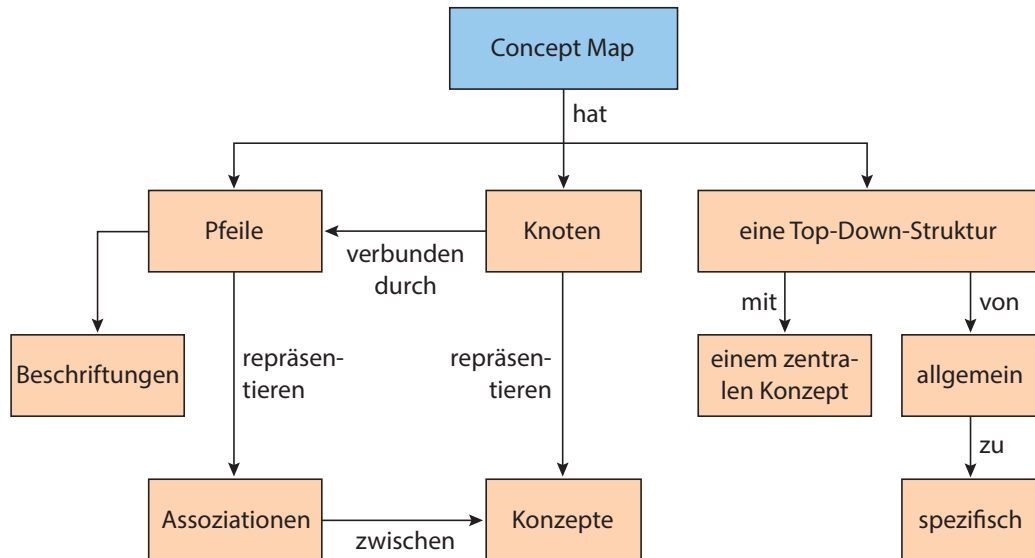 Concept Map
hat
Pfeile
Knoten
eine Top-Down-Struktur
verbunden
durch
mit
von
Beschriftungen
repräsen-
tieren
repräsen-
tieren
einem zentra-
len Konzept
allgemein
zu
Assoziationen
zwischen
Konzepte
spezifisch